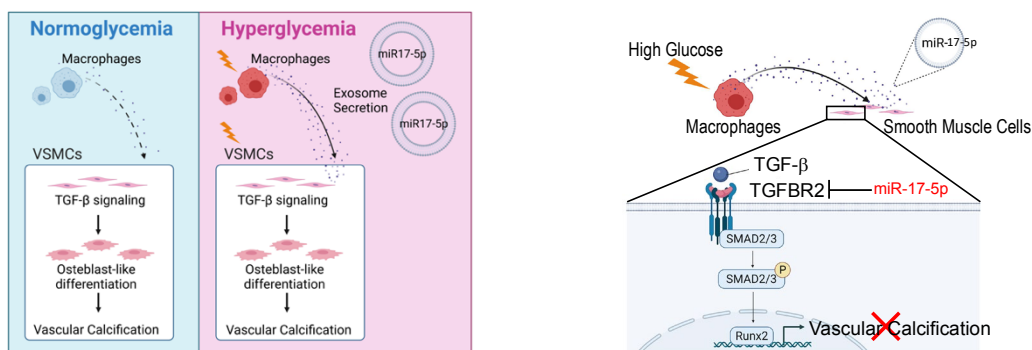 Normoglycemia
Macrophages
VSMCs
TGF-β signaling
Osteblast-like
differentiation
Vascular Calcification
Hyperglycemia
Macrophages
miR17-5p
Exosome
Secretion
miR17-5p
VSMCs
TGF-β signaling
Osteblast-like
differentiation
Vascular Calcification
miR-17-5p
High Glucose
Macrophages
Smooth Muscle Cells
TGF-β
TGFBR2
miR-17-5p
SMAD2/3
SMAD2/3
P
Runx2
Vascular Calcification